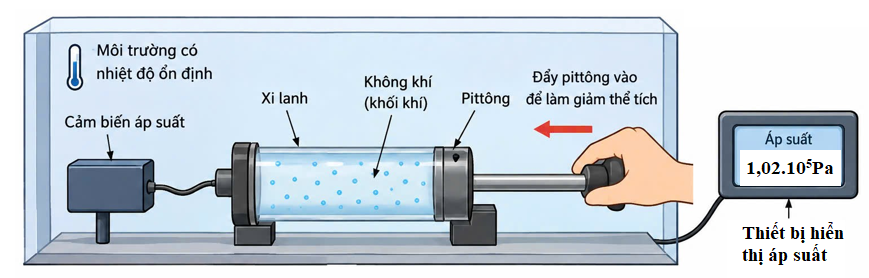 Môi trường có
nhiệt độ ổn định
Cảm biến áp suất
Xi lanh
Không khí
(khối khí)
Pittông
Đẩy pittông vào
để làm giảm thể tích
Áp suất
1,02.10⁵Pa
Thiết bị hiển
thị áp suất